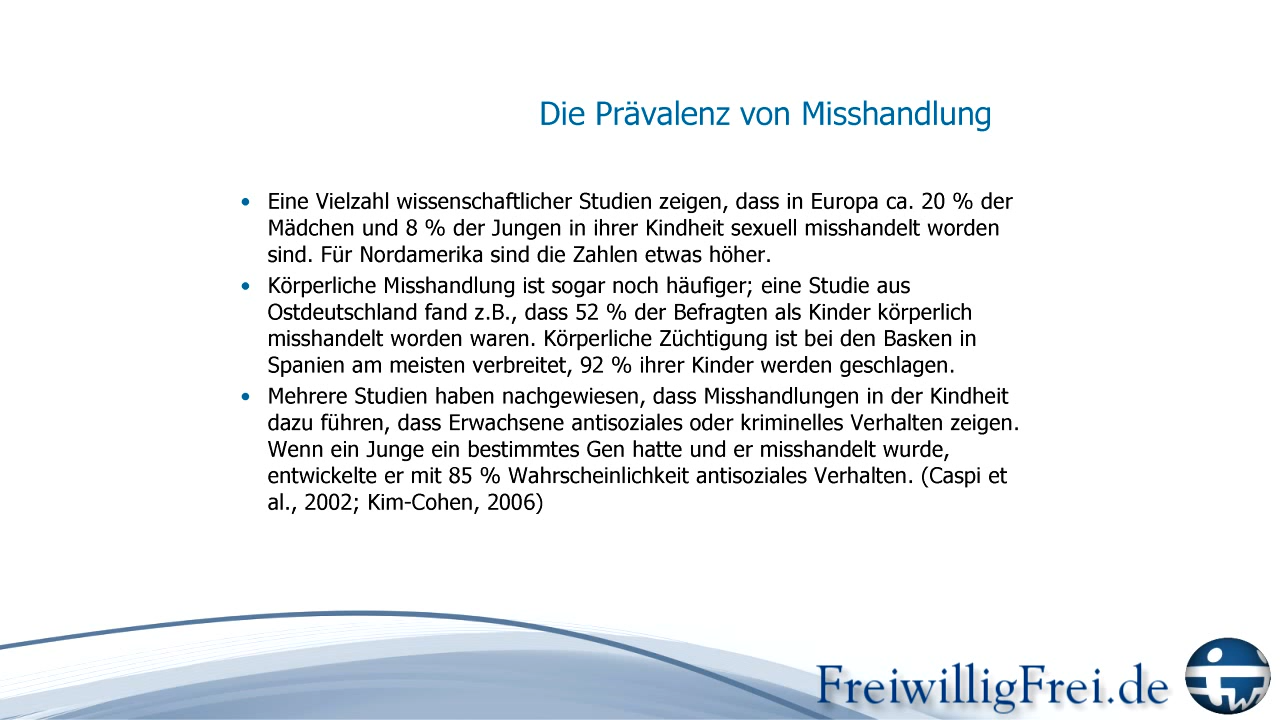 Die Prävalenz von Misshandlung
• Eine Vielzahl wissenschaftlicher Studien zeigen, dass in Europa ca. 20 % der
Mädchen und 8 % der Jungen in ihrer Kindheit sexuell misshandelt worden
sind. Für Nordamerika sind die Zahlen etwas höher.
• Körperliche Misshandlung ist sogar noch häufiger; eine Studie aus
Ostdeutschland fand z.B., dass 52 % der Befragten als Kinder körperlich
misshandelt worden waren. Körperliche Züchtigung ist bei den Basken in
Spanien am meisten verbreitet, 92 % ihrer Kinder werden geschlagen.
• Mehrere Studien haben nachgewiesen, dass Misshandlungen in der Kindheit
dazu führen, dass Erwachsene antisoziales oder kriminelles Verhalten zeigen.
Wenn ein Junge ein bestimmtes Gen hatte und er misshandelt wurde,
entwickelte er mit 85 % Wahrscheinlichkeit antisoziales Verhalten. (Caspi et
al., 2002; Kim-Cohen, 2006)
FreiwilligFrei.de